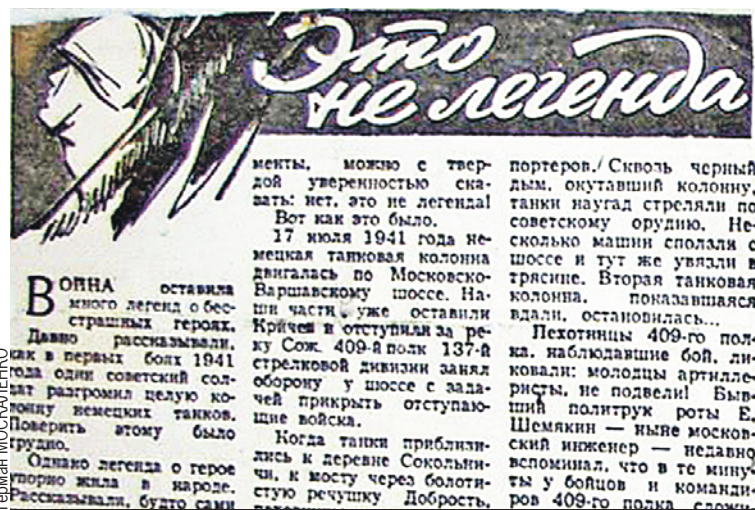 Это
не легенда
ВОЙНА оставила
много легенд о бес-
страшных героях.
Давно рассказывали,
как в первых боях 1941
года один советский сол-
дат разгромил целую ко-
лонну немецких танков.
Поверить этому было
трудно.
Однако легенда о герое
упорно жила в народе.
Рассказывали, будто сами
менты, можно с твер-
дой уверенностью ска-
зать: нет, это не легенда!
Вот как это было.
17 июля 1941 года не-
мецкая танковая колонна
двигалась по Московско-
Варшавскому шоссе. На-
ши части уже оставили
Кричев и отступили за ре-
ку Сож. 409-й полк 137-й
стрелковой дивизии занял
оборону у шоссе с зада-
чей прикрыть отступаю-
щие войска.
Когда танки приблизи-
лись к деревне Сокольни-
чи, к мосту через болоти-
стую речушку Добрость,
портеров./ Сквозь черный
дым, окутавший колонну,
танки наугад стреляли по
советскому орудию. Не-
сколько машин сползли с
шоссе и тут же увязли в
трясине. Вторая танковая
колонна, показавшаяся
вдали, остановилась...
Пехотинцы 409-го пол-
ка, наблюдавшие бой, ли-
ковали: молодцы артилле-
ристы, не подвели! Быв-
ший политрук роты Е.
Шемякин — ныне москов-
ский инженер — недавно
вспоминал, что в те мину-
ты у бойцов и команди-
ров 409-го полка сложи-
Герман МОСКАЛЕНКО